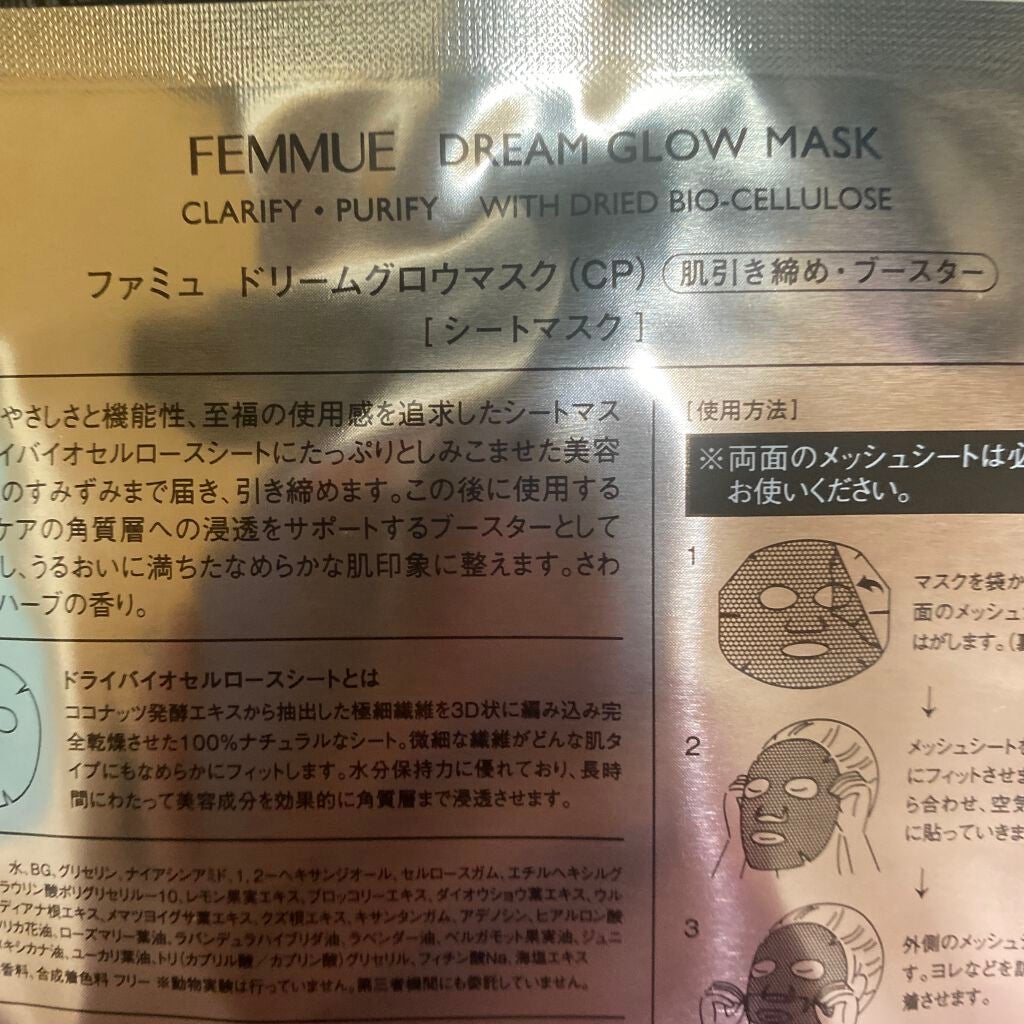 FEMMUE DREAM GLOW MASK
CLARIFY・PURIFY WITH DRIED BIO-CELLULOSE
ファミュ ドリームグロウマスク(CP) 肌引き締め・ブースター
[シートマスク]
やさしさと機能性、至福の使用感を追求したシートマス
イバイオセルロースシートにたっぷりとしみこませた美容
のすみずみまで届き、引き締めます。この後に使用する
ケアの角質層への浸透をサポートするブースターとして
し、うるおいに満ちたなめらかな肌印象に整えます。さわ
ハーブの香り。
ドライバイオセルロースシートとは
ココナッツ発酵エキスから抽出した極細繊維を3D状に編み込み完
全乾燥させた100%ナチュラルなシート。微細な繊維がどんな肌タ
イプにもなめらかにフィットします。水分保持力に優れており、長時
間にわたって美容成分を効果的に角質層まで浸透させます。
水、BG、グリセリン、ナイアシンアミド、1,2-ヘキサンジオール、セルロースガム、エチルヘキシルグ
ラウリン酸ポリグリセリル-10、レモン果実エキス、ブロッコリーエキス、ダイオウショウ葉エキス、ウル
ディアナ根エキス、メマツヨイグサ葉エキス、クズ根エキス、キサンタンガム、アデノシン、ヒアルロン酸
リカ花油、ローズマリー葉油、ラバンデュラハイブリダ油、ラベンダー油、ベルガモット果実油、ジュニ
キシカナ油、ユーカリ葉油、トリ(カプリル酸/カプリン酸)グリセリル、フィチン酸Na、海塩エキス
香料、合成着色料 フリー ※動物実験は行っていません。第三者機関にも委託していません。
[使用方法]
※両面のメッシュシートは必
お使いください。
1
マスクを袋か
面のメッシュ
はがします。(裏
2
メッシュシートを
にフィットさせま
ら合わせ、空気
に貼っていきま
3
外側のメッシュ
す。ヨレなどを調
着させます。